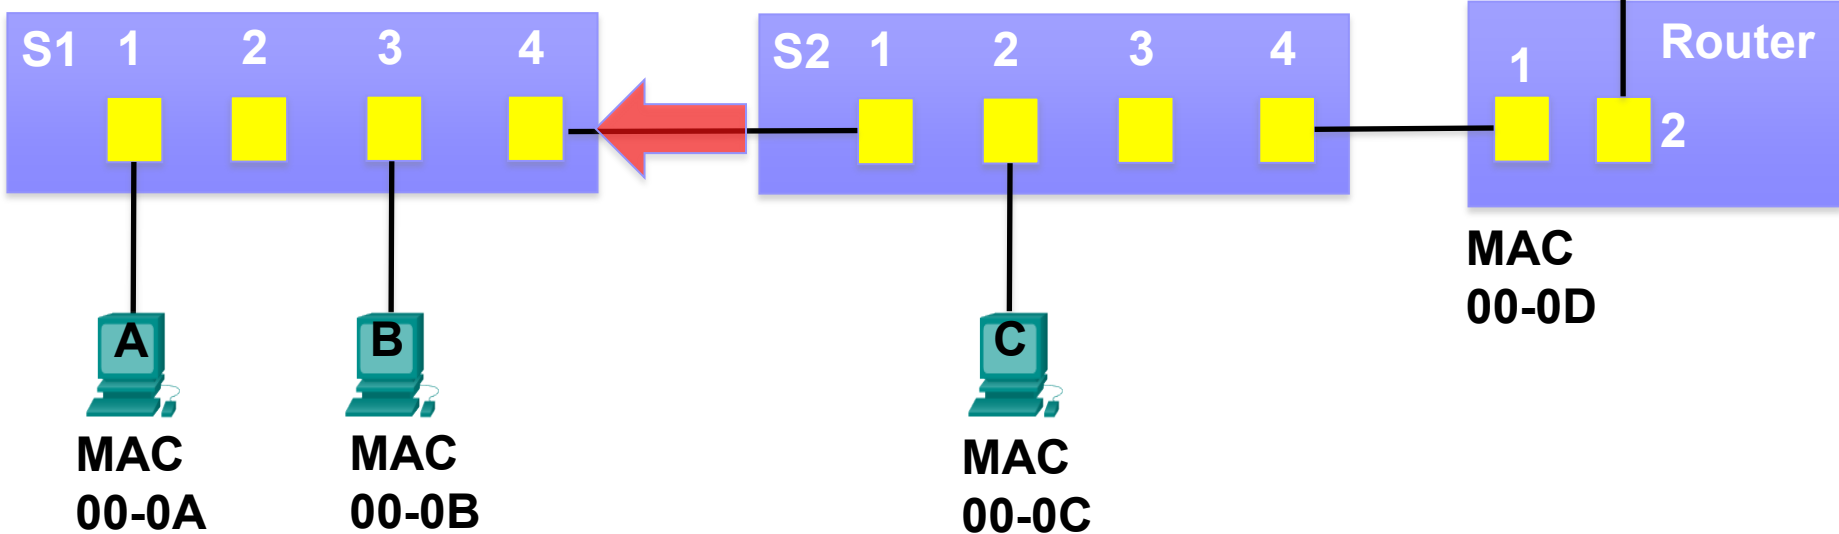 S1 1 2 3 4
S2 1 2 3 4
Router
1
2
MAC
00-0D
A
B
C
MAC
00-0A
MAC
00-0B
MAC
00-0C